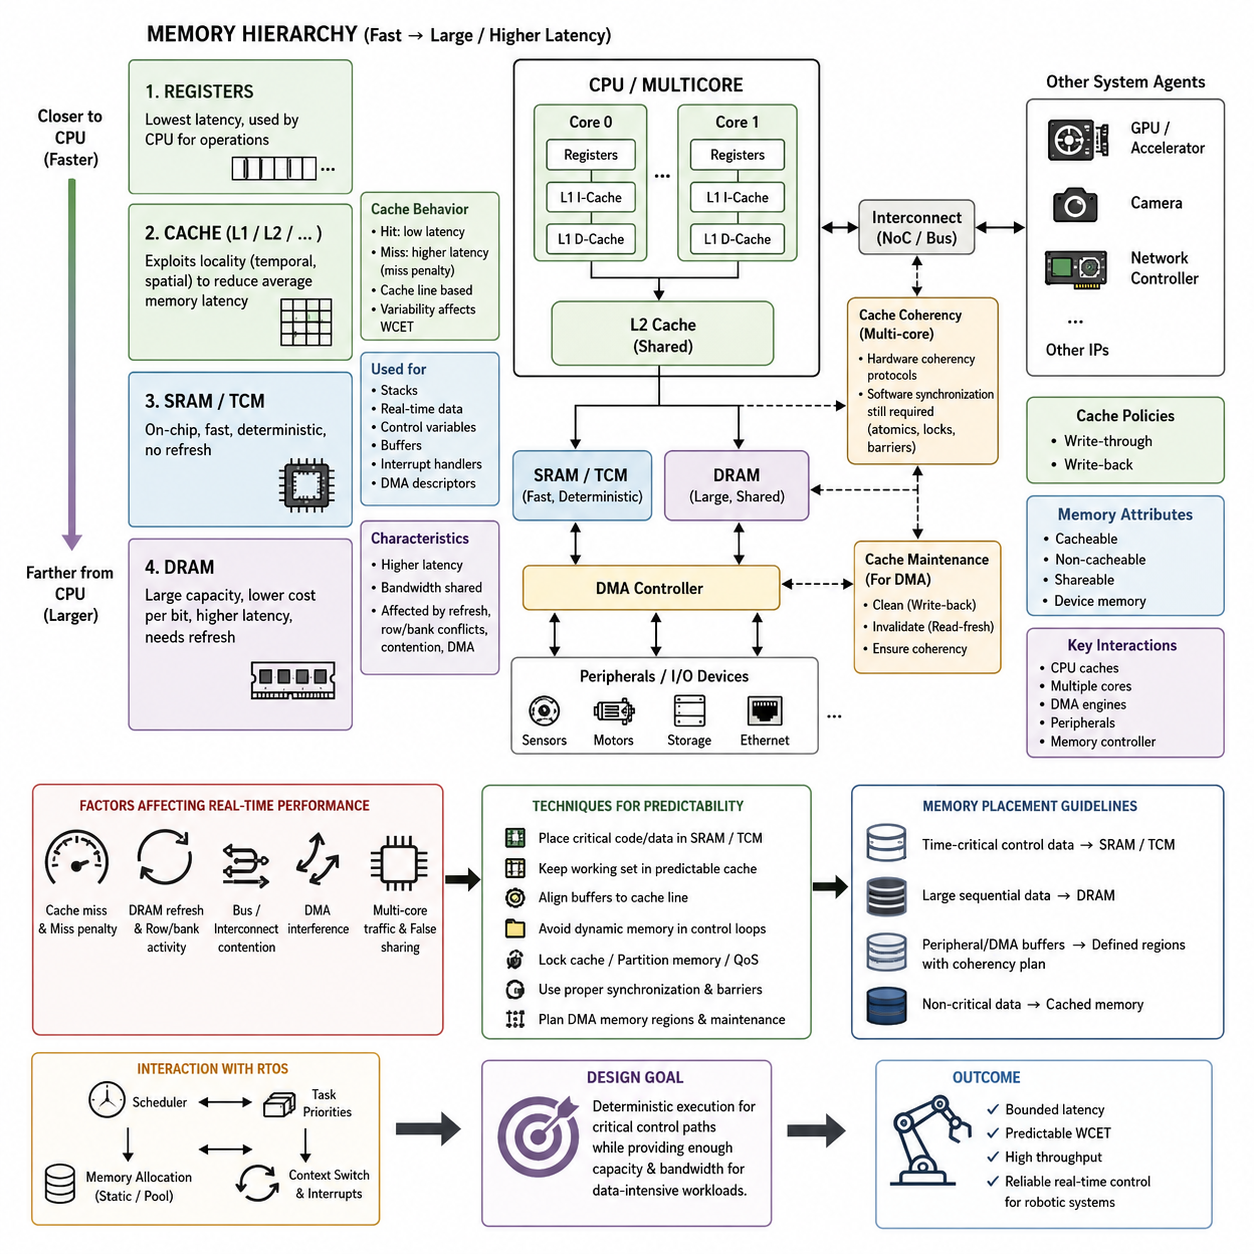 MEMORY HIERARCHY (Fast → Large / Higher Latency)
Closer to
CPU
(Faster)
Farther from
CPU
(Larger)
1. REGISTERS
Lowest latency, used by
CPU for operations
...
2. CACHE (L1 / L2 / ... )
Exploits locality (temporal,
spatial) to reduce average
memory latency
3. SRAM / TCM
On-chip, fast, deterministic,
no refresh
4. DRAM
Large capacity, lower cost
per bit, higher latency,
needs refresh
Cache Behavior
• Hit: low latency
• Miss: higher latency
(miss penalty)
• Cache line based
• Variability affects
WCET
Used for
• Stacks
• Real-time data
• Control variables
• Buffers
• Interrupt handlers
• DMA descriptors
Characteristics
• Higher latency
• Bandwidth shared
• Affected by refresh,
row/bank conflicts,
contention, DMA
CPU / MULTICORE
Core 0
Registers
L1 I-Cache
L1 D-Cache
...
Core 1
Registers
L1 I-Cache
L1 D-Cache
L2 Cache
(Shared)
SRAM / TCM
(Fast, Deterministic)
DRAM
(Large, Shared)
DMA Controller
Peripherals / I/O Devices
Sensors
Motors
Storage
Ethernet
...
Interconnect
(NoC / Bus)
Cache Coherency
(Multi-core)
• Hardware coherency
protocols
• Software synchronization
still required
(atomics, locks,
barriers)
Cache Maintenance
(For DMA)
• Clean (Write-back)
• Invalidate (Read-fresh)
• Ensure coherency
Other System Agents
GPU /
Accelerator
Camera
Network
Controller
...
Other IPs
Cache Policies
• Write-through
• Write-back
Memory Attributes
• Cacheable
• Non-cacheable
• Shareable
• Device memory
Key Interactions
• CPU caches
• Multiple cores
• DMA engines
• Peripherals
• Memory controller
FACTORS AFFECTING REAL-TIME PERFORMANCE
Cache miss
& Miss penalty
DRAM refresh
& Row/bank
activity
Bus /
Interconnect
contention
DMA
interference
Multi-core
traffic & False
sharing
TECHNIQUES FOR PREDICTABILITY
Place critical code/data in SRAM / TCM
Keep working set in predictable cache
Align buffers to cache line
Avoid dynamic memory in control loops
Lock cache / Partition memory / QoS
Use proper synchronization & barriers
Plan DMA memory regions & maintenance
MEMORY PLACEMENT GUIDELINES
Time-critical control data → SRAM / TCM
Large sequential data → DRAM
Peripheral/DMA buffers → Defined regions
with coherency plan
Non-critical data → Cached memory
INTERACTION WITH RTOS
Scheduler
Task
Priorities
Memory Allocation
(Static / Pool)
Context Switch
& Interrupts
DESIGN GOAL
Deterministic execution for
critical control paths
while providing enough
capacity & bandwidth for
data-intensive workloads.
OUTCOME
✓ Bounded latency
✓ Predictable WCET
✓ High throughput
✓ Reliable real-time control
for robotic systems